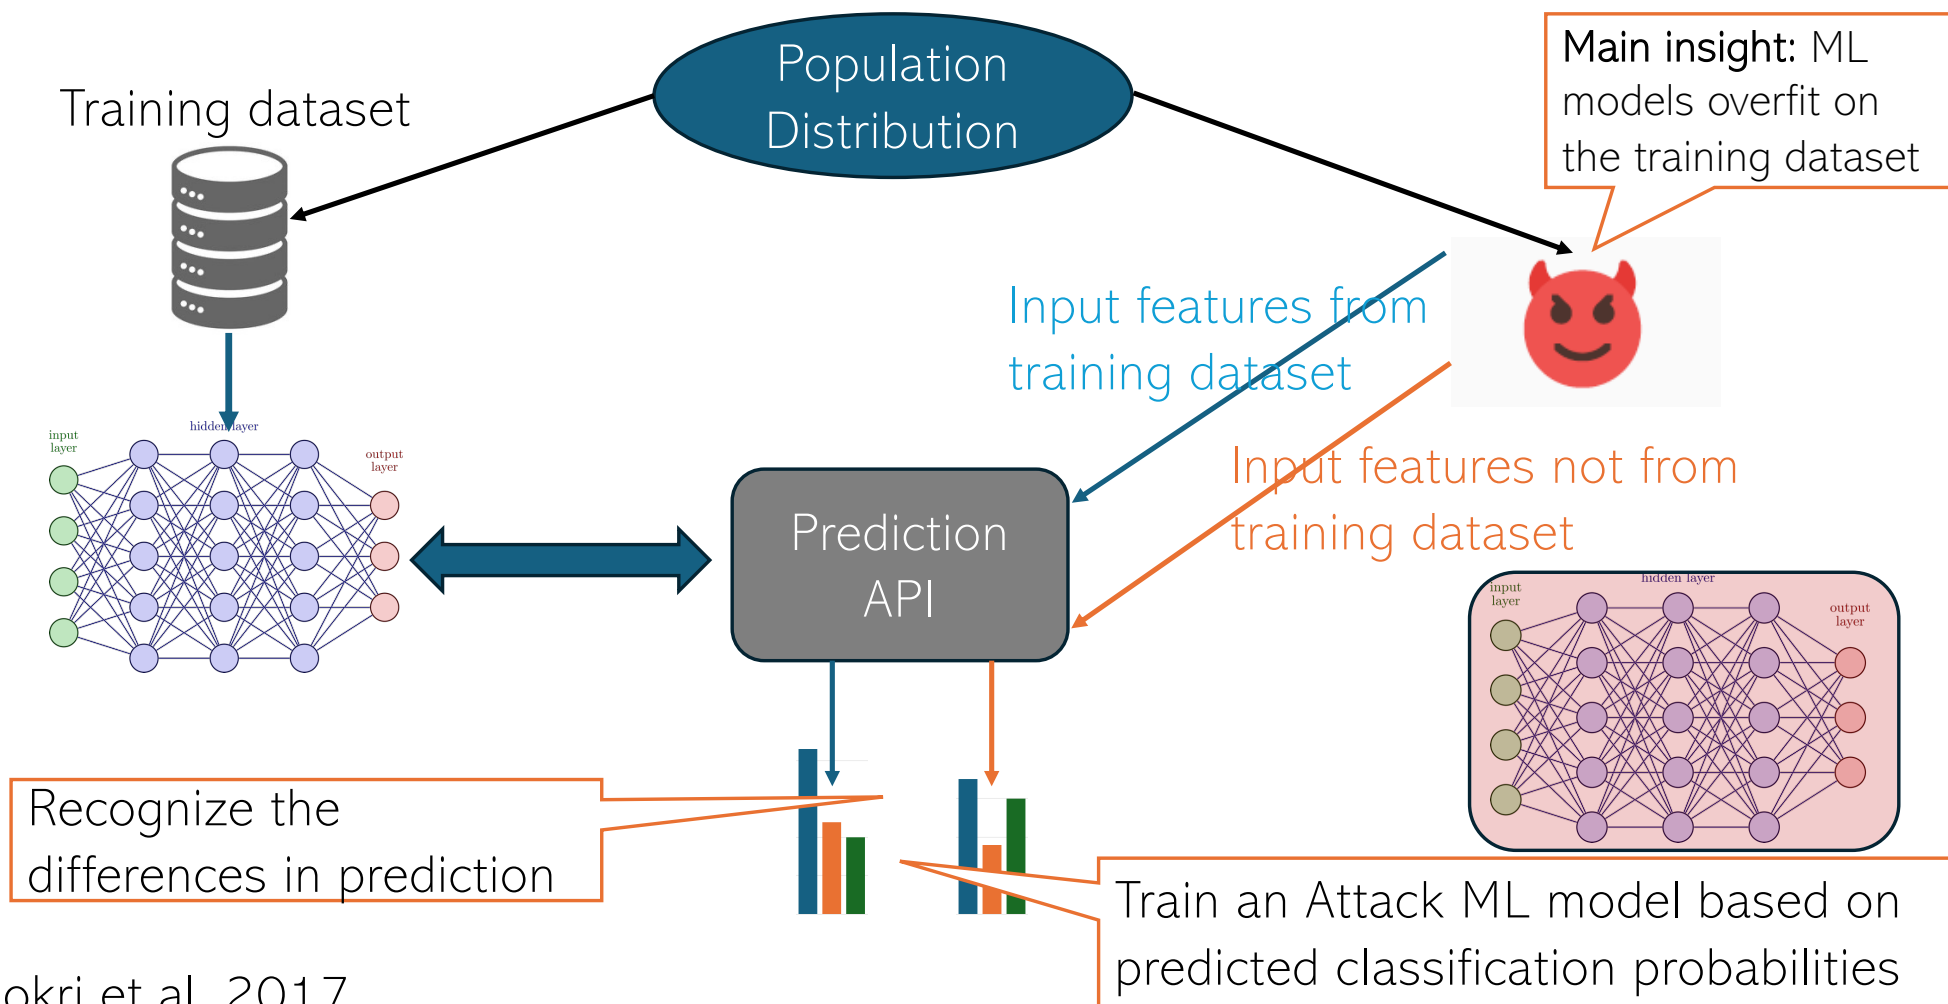 Population
Distribution
Main insight: ML
models overfit on
the training dataset
Training dataset
Input features from
training dataset
input
layer
hidden layer
output
layer
Input features not from
training dataset
Prediction
API
input
layer
hidden layer
output
layer
Recognize the
differences in prediction
Train an Attack ML model based on
predicted classification probabilities
okri et al. 2017